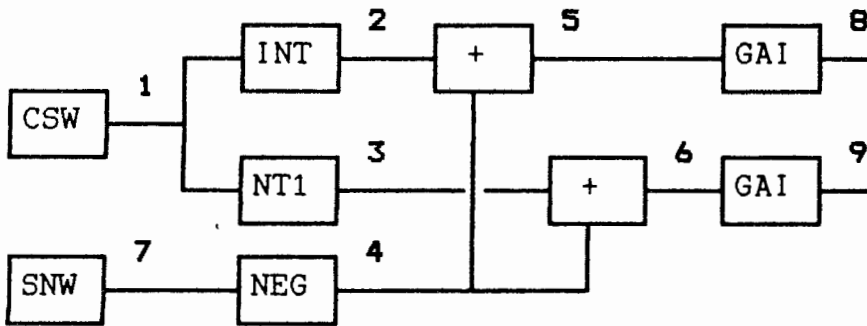 2 5 8
INT + GAI
1
CSW
3 6 9
NT1 + GAI
7 4
SNW NEG